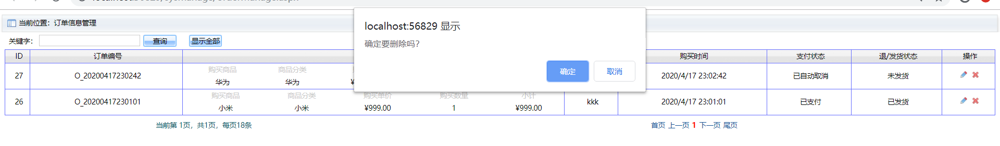 localhost:56829 显示
确定要删除吗?
确定 取消
当前位置：订单信息管理
关键字： 查询 显示全部
ID 订单编号 购买时间 支付状态 退/发货状态 操作
27 O_20200417230242 购买商品 商品分类 2020/4/17 23:02:42 已自动取消 未发货
华为 华为 ¥
26 O_20200417230101 购买商品 商品分类 购买单价 购买数量 小计 kkk 2020/4/17 23:01:01 已支付 已发货
小米 小米 ¥999.00 1 ¥999.00
当前第 1页，共1页，每页18条 首页 上一页 1 下一页 尾页